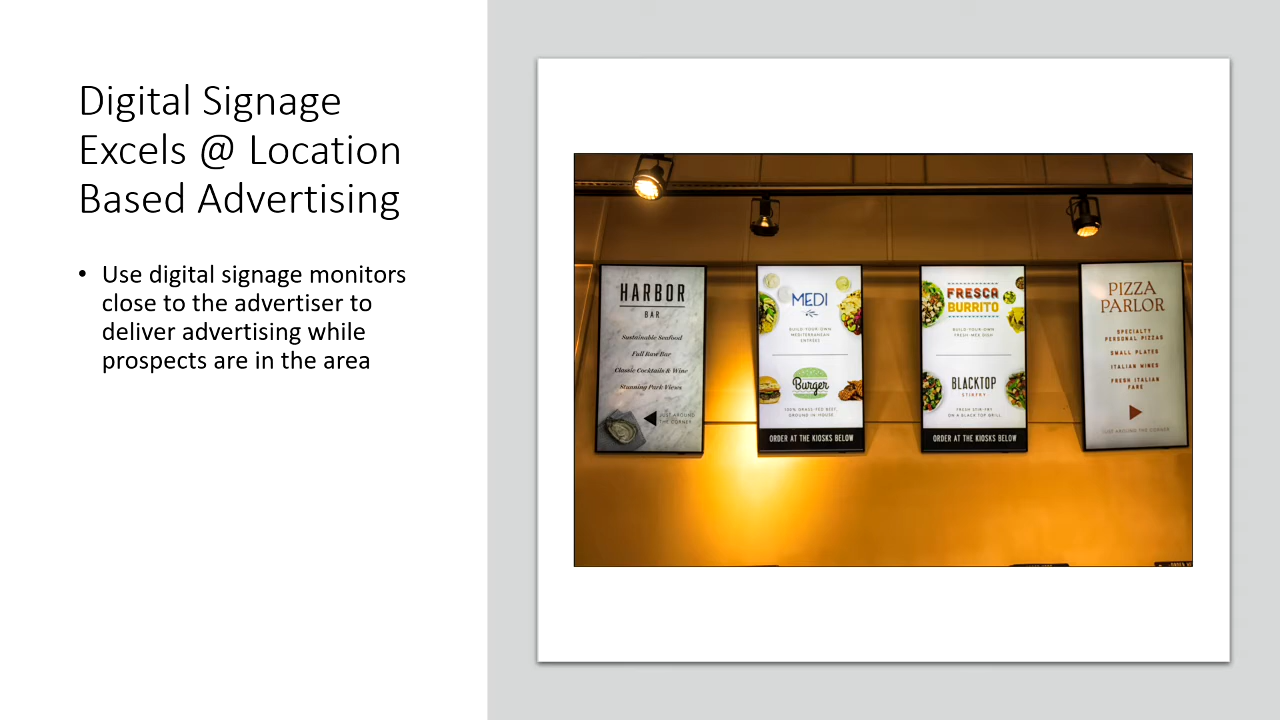 Digital Signage
Excels @ Location
Based Advertising
• Use digital signage monitors
close to the advertiser to
deliver advertising while
prospects are in the area
HARBOR
BAR
Sustainable Seafood
Full Raw Bar
Classic Cocktails & Wine
Stunning Park Views
JUST AROUND
THE CORNER
MEDI
BUILD-YOUR-OWN
MEDITERRANEAN
ENTRÉES
Burger
100% GRASS-FED BEEF,
GROUND IN-HOUSE
ORDER AT THE KIOSKS BELOW
FRESCA
BURRITO
BUILD-YOUR-OWN
FRESH-MEX DISH
BLACKTOP
STIRFRY
FRESH STIR-FRY
ON A BLACK TOP GRILL
ORDER AT THE KIOSKS BELOW
PIZZA
PARLOR
SPECIALTY
PERSONAL PIZZAS
SMALL PLATES
ITALIAN WINES
FRESH ITALIAN
FARE
JUST AROUND THE CORNER